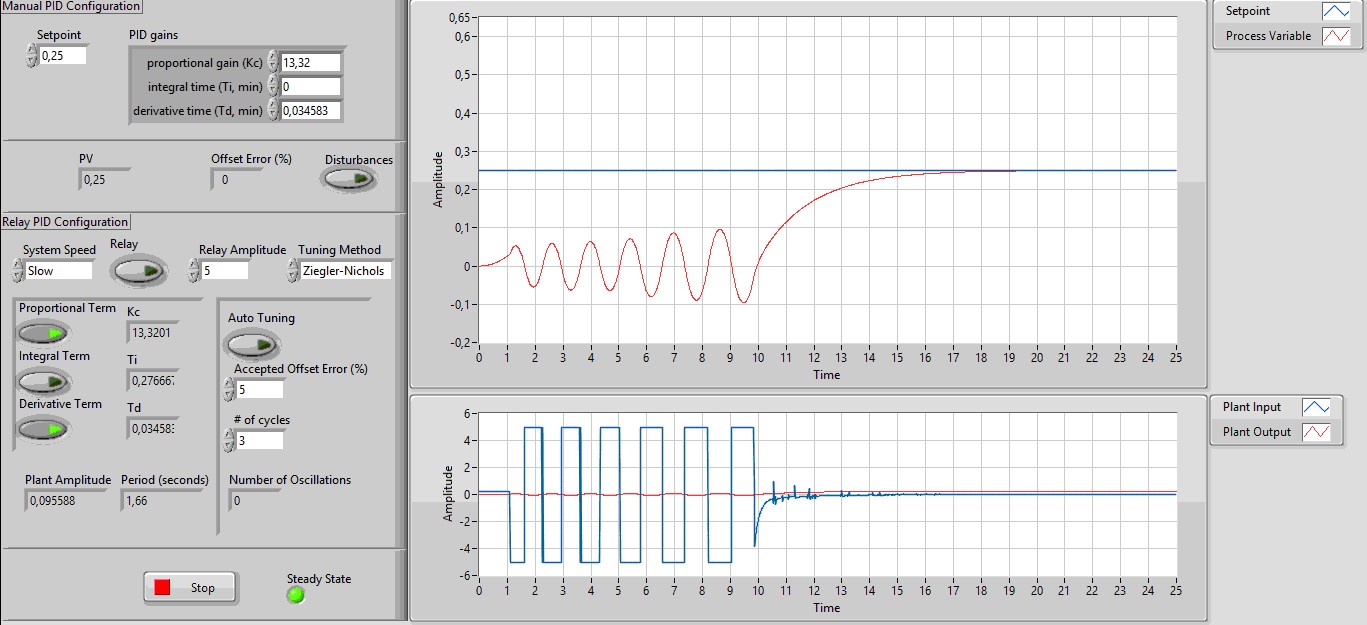 Manual PID Configuration
Setpoint
0,25
PID gains
proportional gain (Kc) 13,32
integral time (Ti, min) 0
derivative time (Td, min) 0,034583
PV
0,25
Offset Error (%)
0
Disturbances
Relay PID Configuration
System Speed
Slow
Relay
Relay Amplitude
5
Tuning Method
Ziegler-Nichols
Proportional Term
Kc
13,3201
Integral Term
Ti
0,27666
Derivative Term
Td
0,03458
Auto Tuning
Accepted Offset Error (%)
5
# of cycles
3
Plant Amplitude
0,095588
Period (seconds)
1,66
Number of Oscillations
0
Stop
Steady State
Amplitude
0,65
0,6
0,5
0,4
0,3
0,2
0,1
0
-0,1
-0,2
0 1 2 3 4 5 6 7 8 9 10 11 12 13 14 15 16 17 18 19 20 21 22 23 24 25
Time
Setpoint
Process Variable
Amplitude
6
4
2
0
-2
-4
-6
0 1 2 3 4 5 6 7 8 9 10 11 12 13 14 15 16 17 18 19 20 21 22 23 24 25
Time
Plant Input
Plant Output